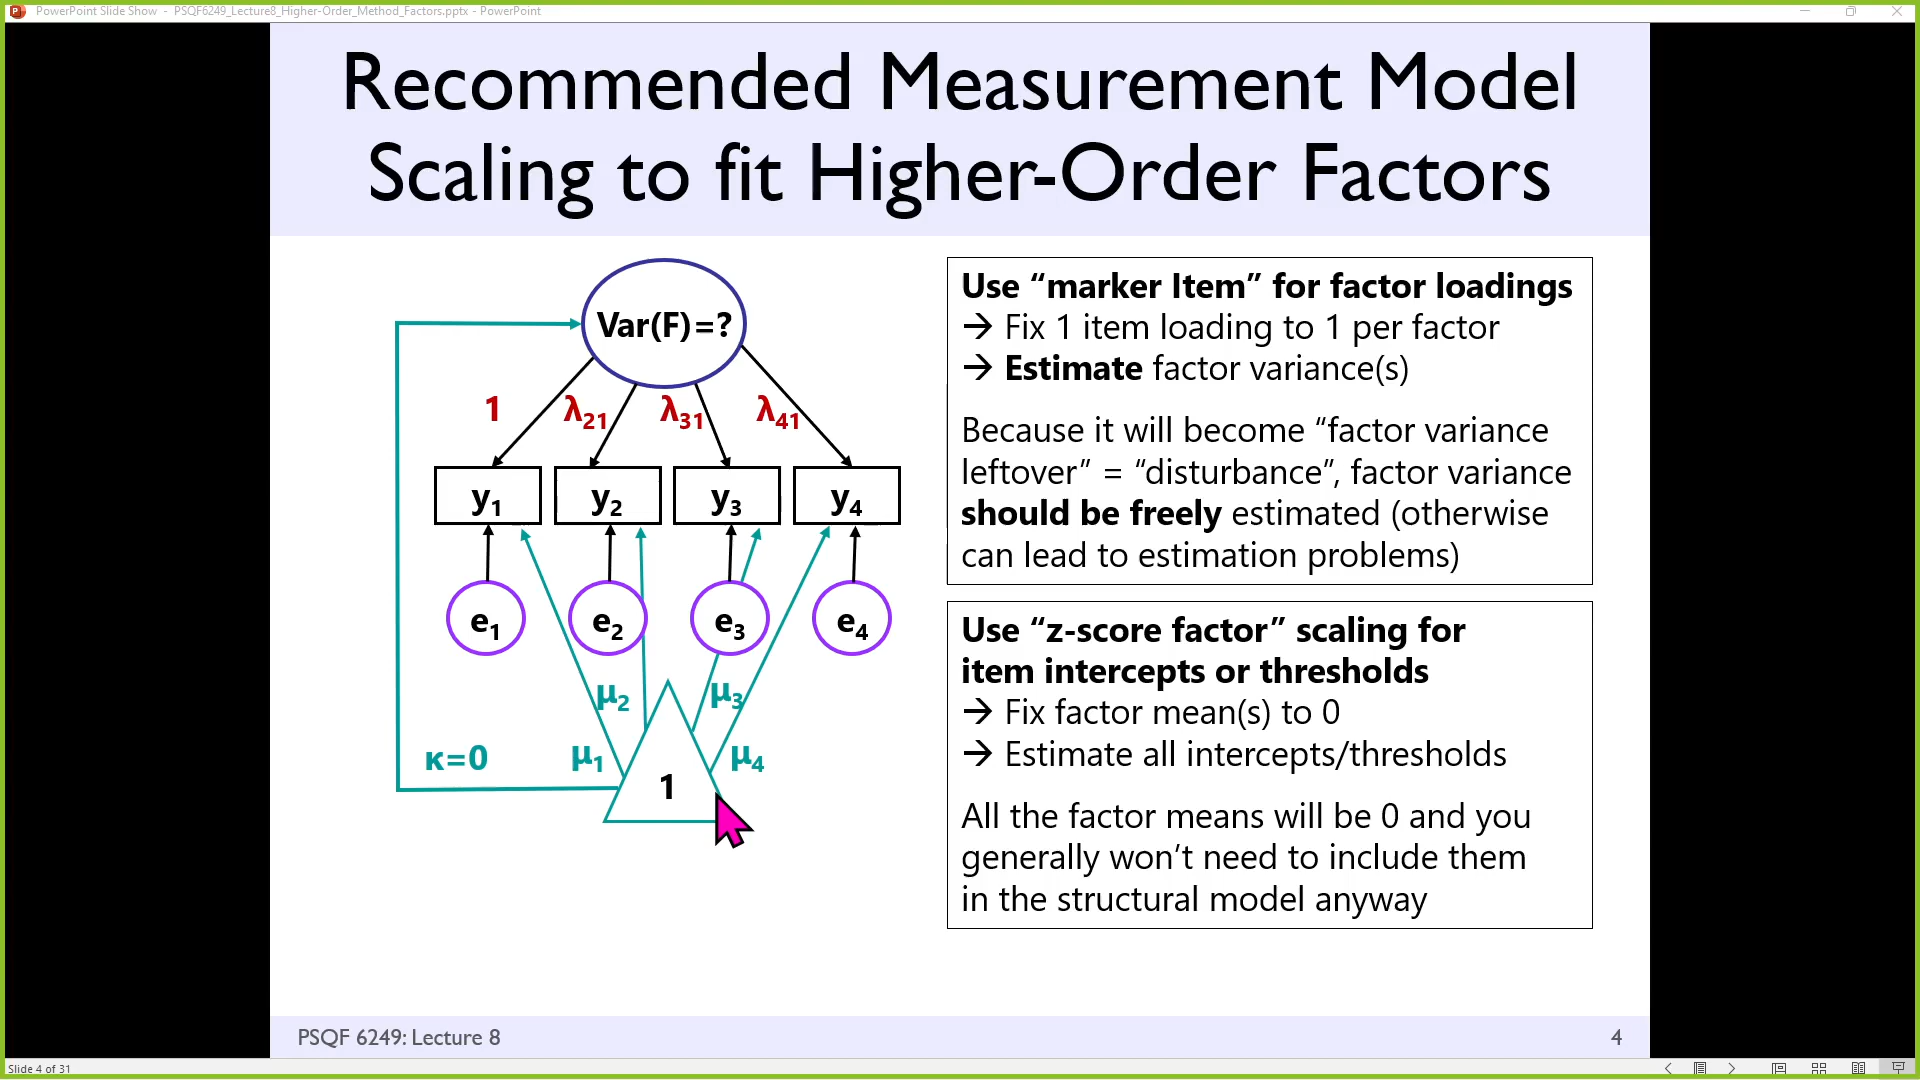 PowerPoint Slide Show - PSQF6249_Lecture8_Higher-Order_Method_Factors.pptx - PowerPoint
Recommended Measurement Model
Scaling to fit Higher-Order Factors
Var(F)=?
1 λ21 λ31 λ41
y1 y2 y3 y4
e1 e2 e3 e4
μ2 μ3
κ=0 μ1 μ4
1
Use “marker Item” for factor loadings
→ Fix 1 item loading to 1 per factor
→ Estimate factor variance(s)
Because it will become “factor variance
leftover” = “disturbance”, factor variance
should be freely estimated (otherwise
can lead to estimation problems)
Use “z-score factor” scaling for
item intercepts or thresholds
→ Fix factor mean(s) to 0
→ Estimate all intercepts/thresholds
All the factor means will be 0 and you
generally won’t need to include them
in the structural model anyway
PSQF 6249: Lecture 8
4
Slide 4 of 31